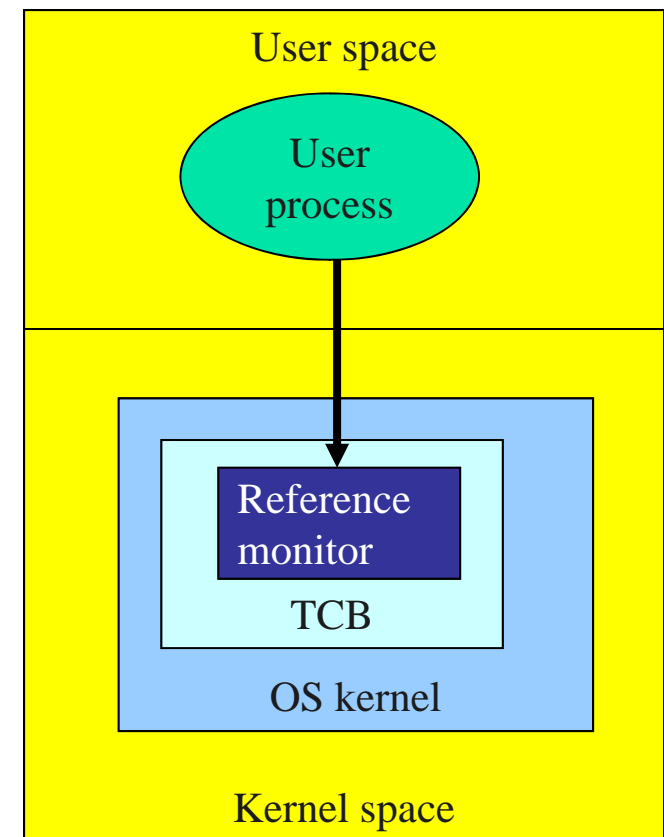 User space
User
process
Reference
monitor
TCB
OS kernel
Kernel space